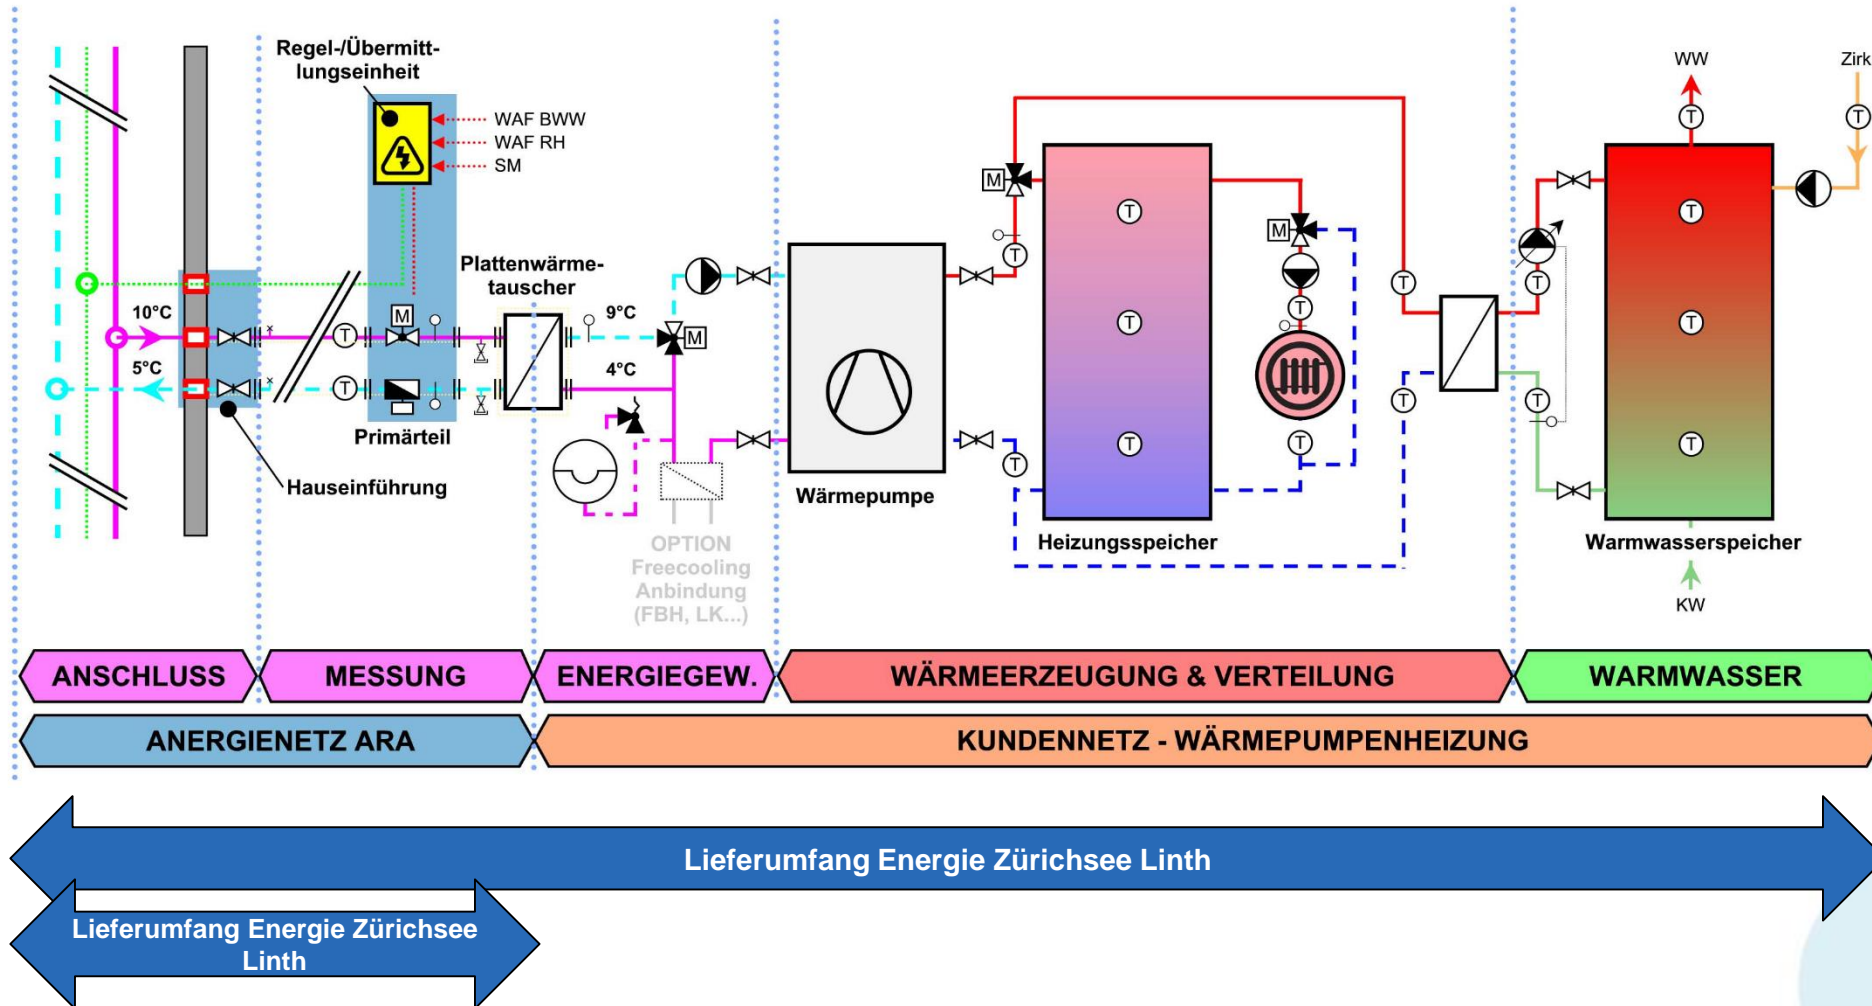 Regel-/Übermitt-
lungseinheit
WAF BWW
WAF RH
SM
10°C
5°C
M
T
T
Primärteil
Hauseinführung
Plattenwärme-
tauscher
9°C
4°C
M
OPTION
Freecooling
Anbindung
(FBH, LK...)
Wärmepumpe
M
T
T
T
T
T
Heizungsspeicher
M
T
T
T
T
T
T
WW
T
Zirk
T
T
T
T
Warmwasserspeicher
KW
ANSCHLUSS
MESSUNG
ENERGIEGEW.
WÄRMEERZEUGUNG & VERTEILUNG
WARMWASSER
ANERGIENETZ ARA
KUNDENNETZ - WÄRMEPUMPENHEIZUNG
Lieferumfang Energie Zürichsee Linth
Lieferumfang Energie Zürichsee
Linth